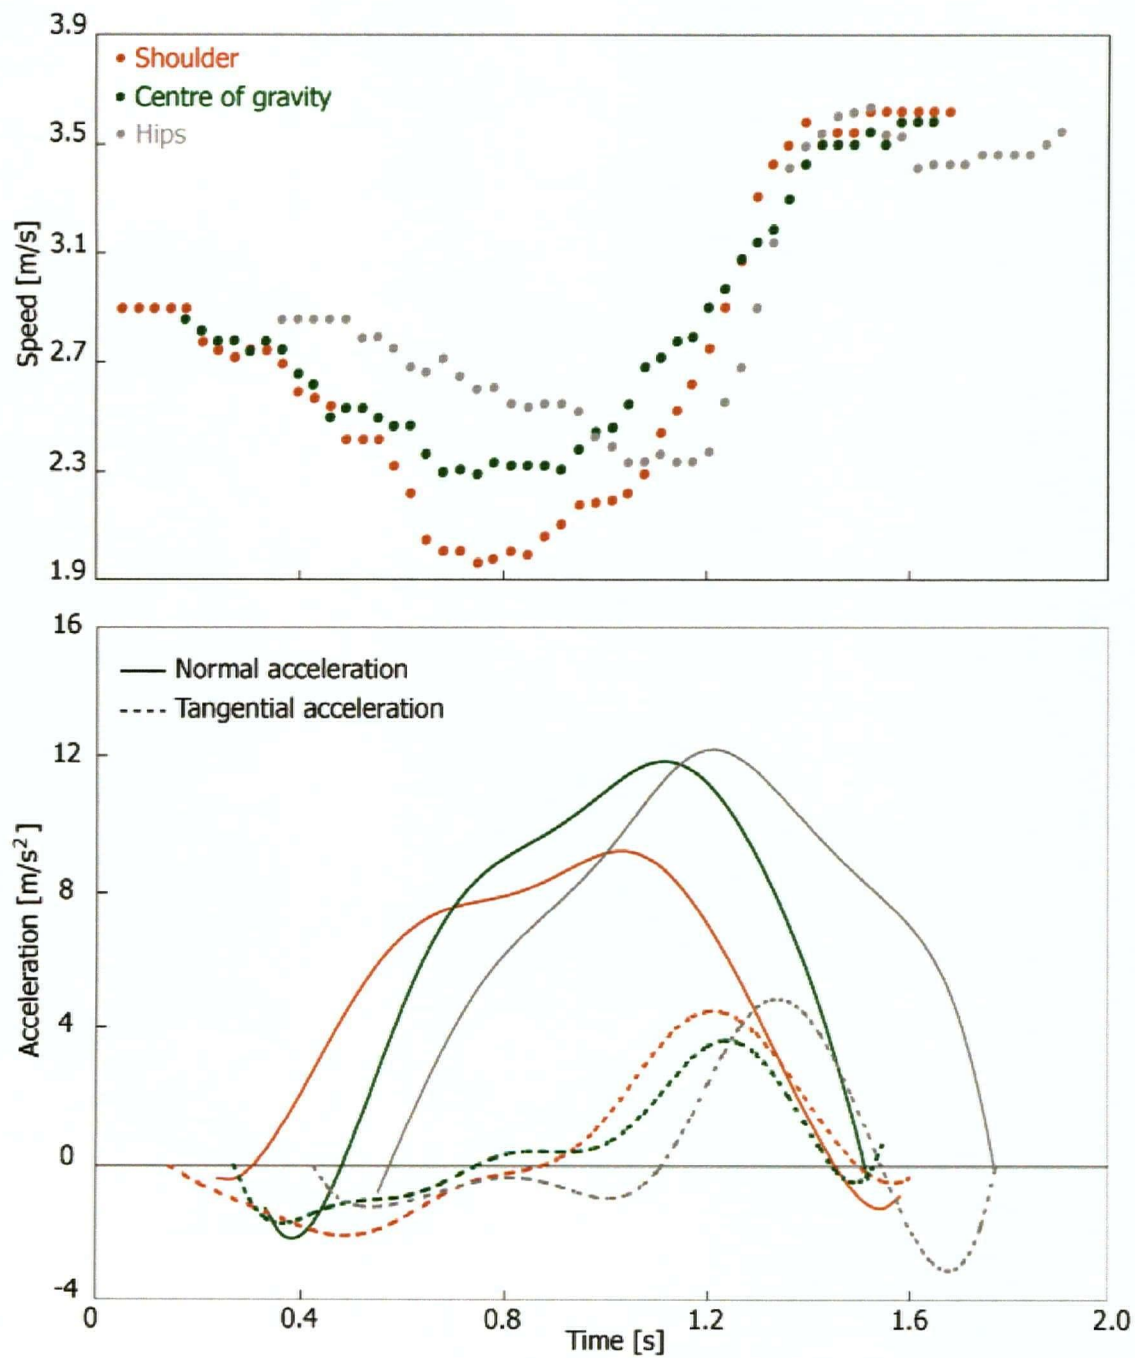 3.9
Shoulder
Centre of gravity
Hips
3.5
3.1
2.7
2.3
1.9
Speed [m/s]
16
Normal acceleration
Tangential acceleration
12
8
4
0
-4
Acceleration [m/s²]
0 0.4 0.8 1.2 1.6 2.0
Time [s]